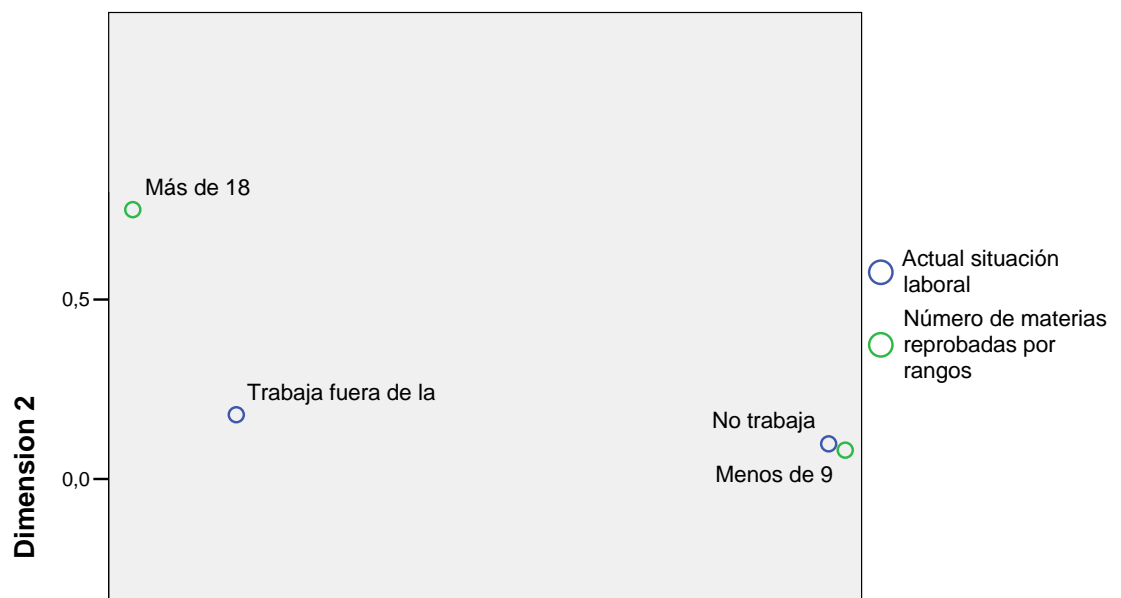 Más de 18
0,5
Trabaja fuera de la
No trabaja
0,0
Menos de 9
Dimension 2
Actual situación
laboral
Número de materias
reprobadas por
rangos